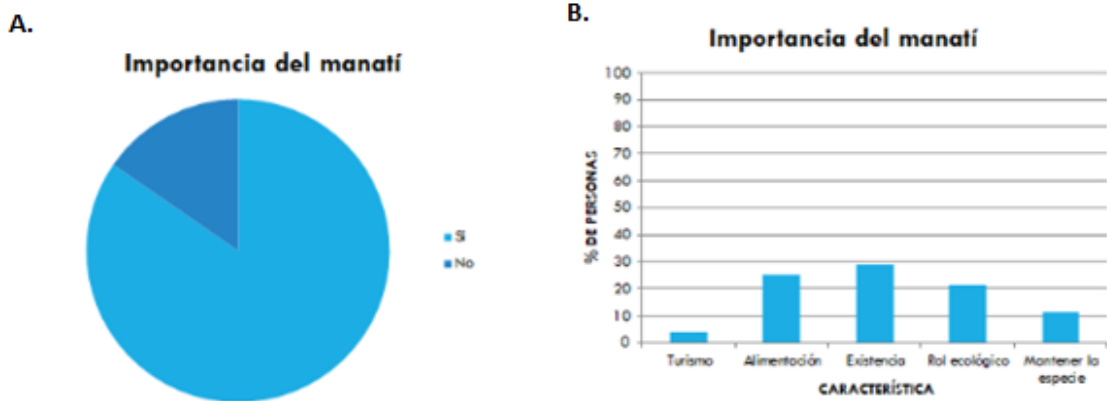 A.
Importancia del manatí
Sí
No
B.
Importancia del manatí
% DE PERSONAS
100
90
80
70
60
50
40
30
20
10
0
Turismo
Alimentación
Existencia
Rol ecológico
Mantener la
especie
CARACTERÍSTICA